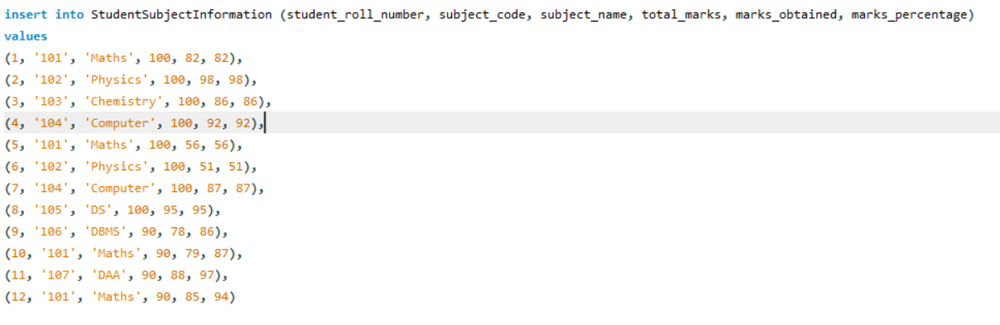 insert into StudentSubjectInformation (student_roll_number, subject_code, subject_name, total_marks, marks_obtained, marks_percentage)
values
(1, '101', 'Maths', 100, 82, 82),
(2, '102', 'Physics', 100, 98, 98),
(3, '103', 'Chemistry', 100, 86, 86),
(4, '104', 'Computer', 100, 92, 92),
(5, '101', 'Maths', 100, 56, 56),
(6, '102', 'Physics', 100, 51, 51),
(7, '104', 'Computer', 100, 87, 87),
(8, '105', 'DS', 100, 95, 95),
(9, '106', 'DBMS', 90, 78, 86),
(10, '101', 'Maths', 90, 79, 87),
(11, '107', 'DAA', 90, 88, 97),
(12, '101', 'Maths', 90, 85, 94)